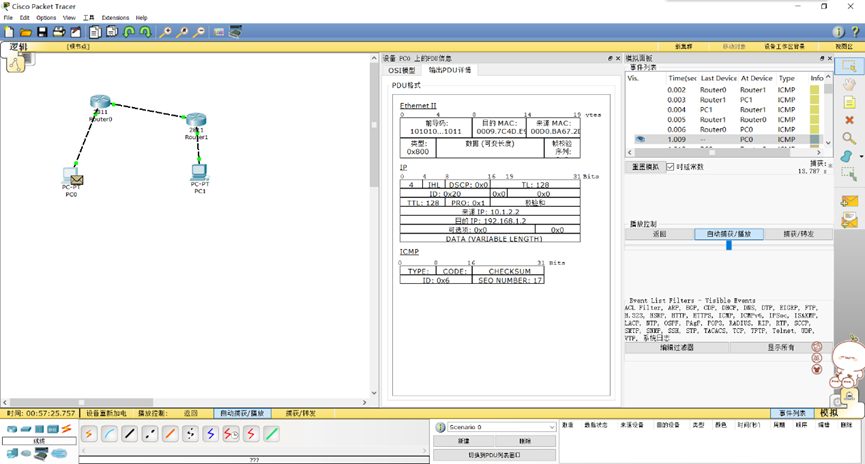 Cisco Packet Tracer
File Edit Options View 工具 Extensions Help
逻辑 [根节点] 新集群 移动对象 设备工作区背景 视图区
2811
Router0
2811
Router1
PC-PT
PC0
PC-PT
PC1
设备 PC0 上的PDU信息
OSI模型 输出PDU详情
PDU格式
Ethernet II
0 4 8 14 19 Bytes
前导码: 101010...1011
目的 MAC: 0009.7C4D.E9
来源 MAC: 00D0.BA67.2
类型: 0x800
数据 (可变长度)
帧校验序列:
IP
0 4 8 16 19 31 Bits
4 IHL DSCP: 0x0 TL: 128
ID: 0x20 0x0 0x0
TTL: 128 PRO: 0x1 校验和
来源 IP: 10.1.2.2
目的 IP: 192.168.1.2
可选项: 0x0 0x0
DATA (VARIABLE LENGTH)
ICMP
0 8 16 31 Bits
TYPE: CODE: CHECKSUM
ID: 0x6 SEQ NUMBER: 17
模拟面板
事件列表
Vis. Time(sec Last Device At Device Type Info
0.002 Router0 Router1 ICMP
0.003 Router1 PC1 ICMP
0.004 PC1 Router1 ICMP
0.005 Router1 Router0 ICMP
0.006 Router0 PC0 ICMP
1.009 -- PC0 ICMP
重置模拟 时延常数 捕获:
13.787 s
播放控制
返回 自动捕获/播放 捕获/转发
Event List Filters - Visible Events
ACL Filter, ARP, BGP, CDP, DHCP, DNS, DTP, EIGRP, FTP,
H.323, HSRP, HTTP, HTTPS, ICMP, ICMPv6, IPSec, ISAKMP,
LACP, NTP, OSPF, PAgP, POP3, RADIUS, RIP, RTP, SCCP,
SMTP, SNMP, SSH, STP, TACACS, TCP, TFTP, Telnet, UDP,
VTP, 系统日志
编辑过滤器 显示所有
时间: 00:57:25.757 设备重新加电 播放控制: 返回 自动捕获/播放 捕获/转发 事件列表 模拟
线缆
???
Scenario 0
新建 删除
切换到PDU列表窗口
激活 最后状态 来源设备 目的设备 类型 颜色 时间(秒) 周期 顺序 编辑 删除